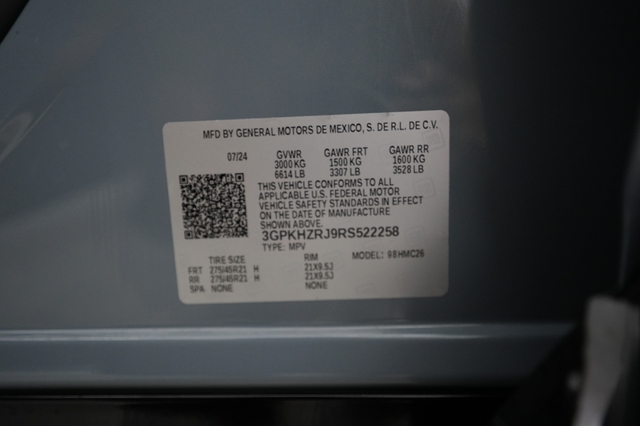 MFD BY GENERAL MOTORS DE MEXICO, S. DE R.L. DE C.V.
07/24 GVWR GAWR FRT GAWR RR
3000 KG 1500 KG 1600 KG
6614 LB 3307 LB 3528 LB
THIS VEHICLE CONFORMS TO ALL
APPLICABLE U.S. FEDERAL MOTOR
VEHICLE SAFETY STANDARDS IN EFFECT
ON THE DATE OF MANUFACTURE
SHOWN ABOVE.
3GPKHZRJ9RS522258
TYPE: MPV 98HMC26
TIRE SIZE RIM
FRT 275/45R21 H 21X9.5J
RR 275/45R21 H 21X9.5J
SPA NONE NONE